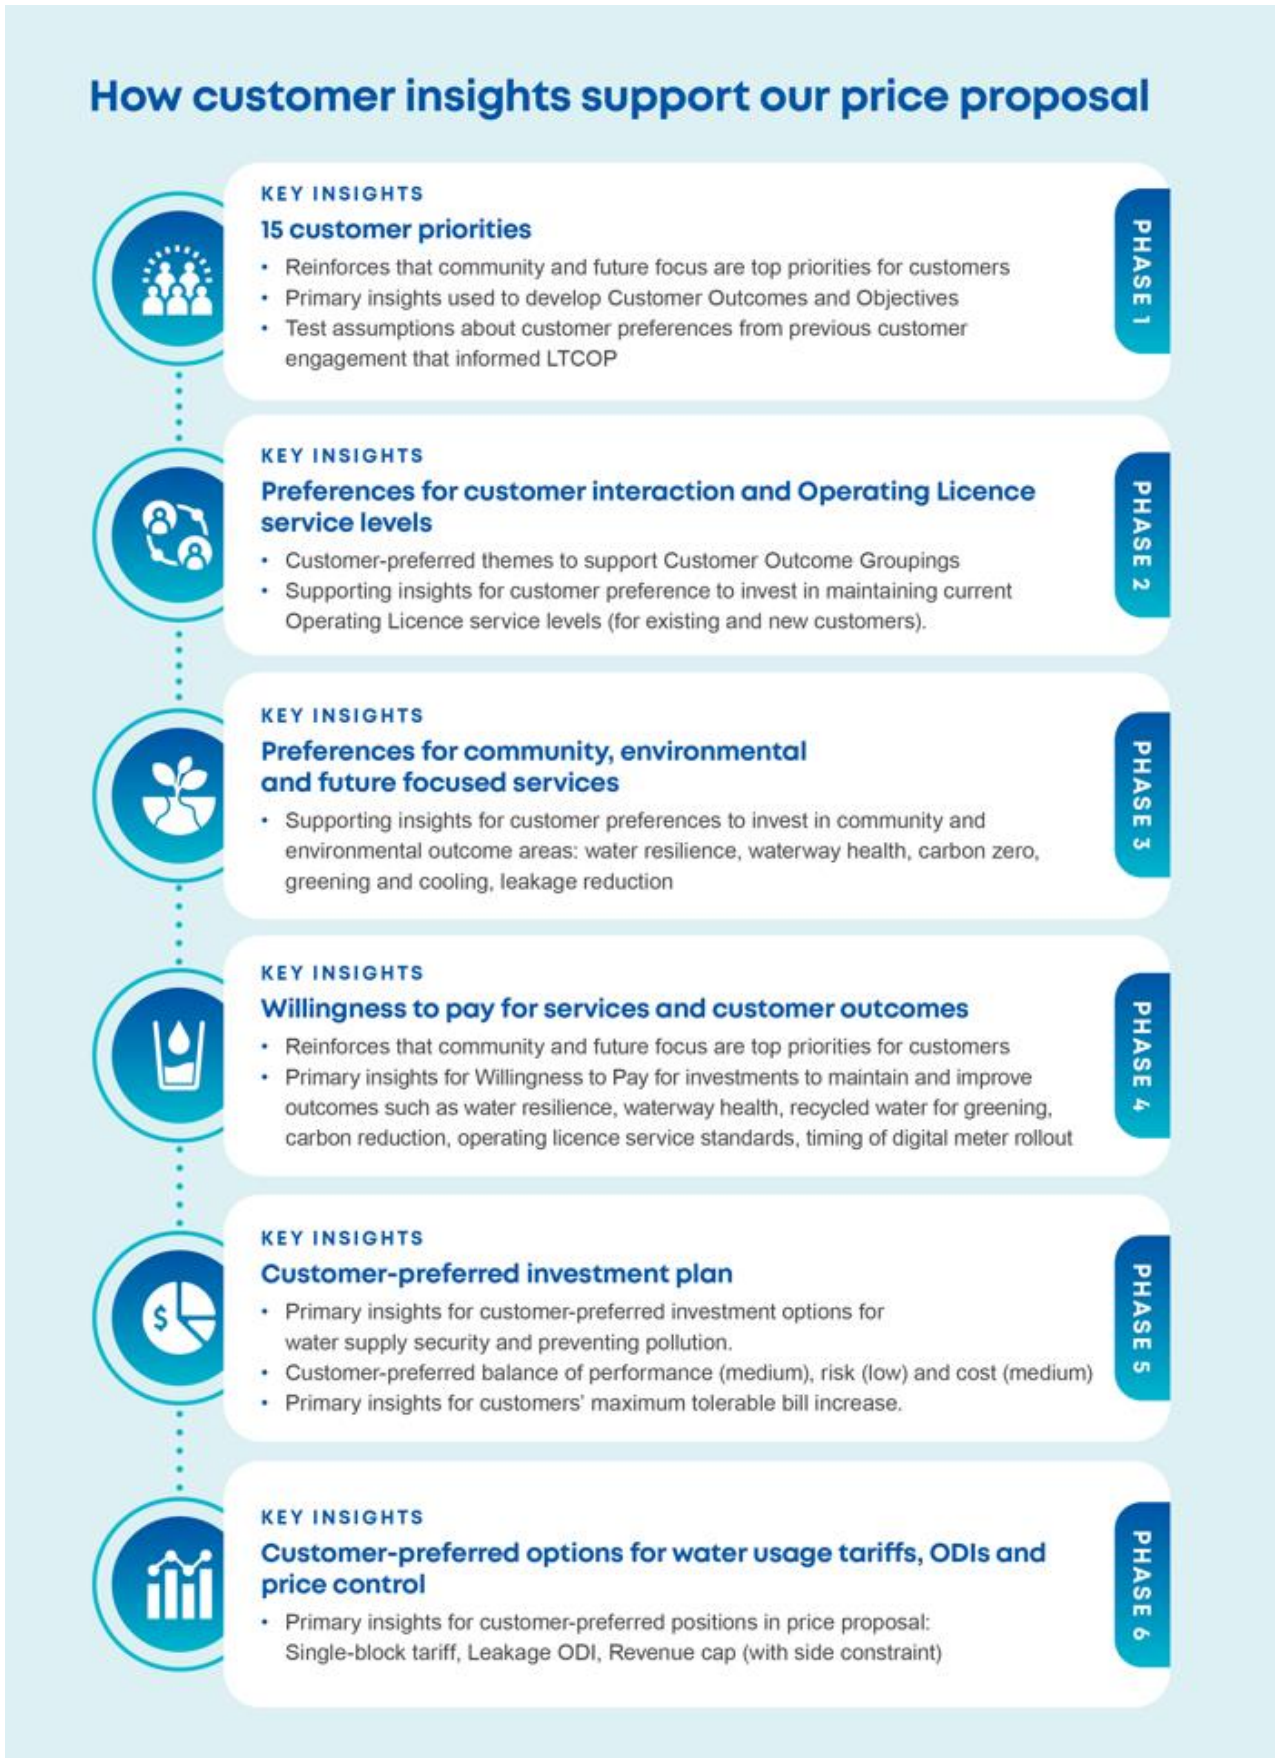 How customer insights support our price proposal
KEY INSIGHTS
15 customer priorities
• Reinforces that community and future focus are top priorities for customers
• Primary insights used to develop Customer Outcomes and Objectives
• Test assumptions about customer preferences from previous customer
engagement that informed LTCOP
PHASE 1
KEY INSIGHTS
Preferences for customer interaction and Operating Licence
service levels
• Customer-preferred themes to support Customer Outcome Groupings
• Supporting insights for customer preference to invest in maintaining current
Operating Licence service levels (for existing and new customers).
PHASE 2
KEY INSIGHTS
Preferences for community, environmental
and future focused services
• Supporting insights for customer preferences to invest in community and
environmental outcome areas: water resilience, waterway health, carbon zero,
greening and cooling, leakage reduction
PHASE 3
KEY INSIGHTS
Willingness to pay for services and customer outcomes
• Reinforces that community and future focus are top priorities for customers
• Primary insights for Willingness to Pay for investments to maintain and improve
outcomes such as water resilience, waterway health, recycled water for greening,
carbon reduction, operating licence service standards, timing of digital meter rollout
PHASE 4
KEY INSIGHTS
Customer-preferred investment plan
• Primary insights for customer-preferred investment options for
water supply security and preventing pollution.
• Customer-preferred balance of performance (medium), risk (low) and cost (medium)
• Primary insights for customers' maximum tolerable bill increase.
PHASE 5
$
KEY INSIGHTS
Customer-preferred options for water usage tariffs, ODIs and
price control
• Primary insights for customer-preferred positions in price proposal:
Single-block tariff, Leakage ODI, Revenue cap (with side constraint)
PHASE 6